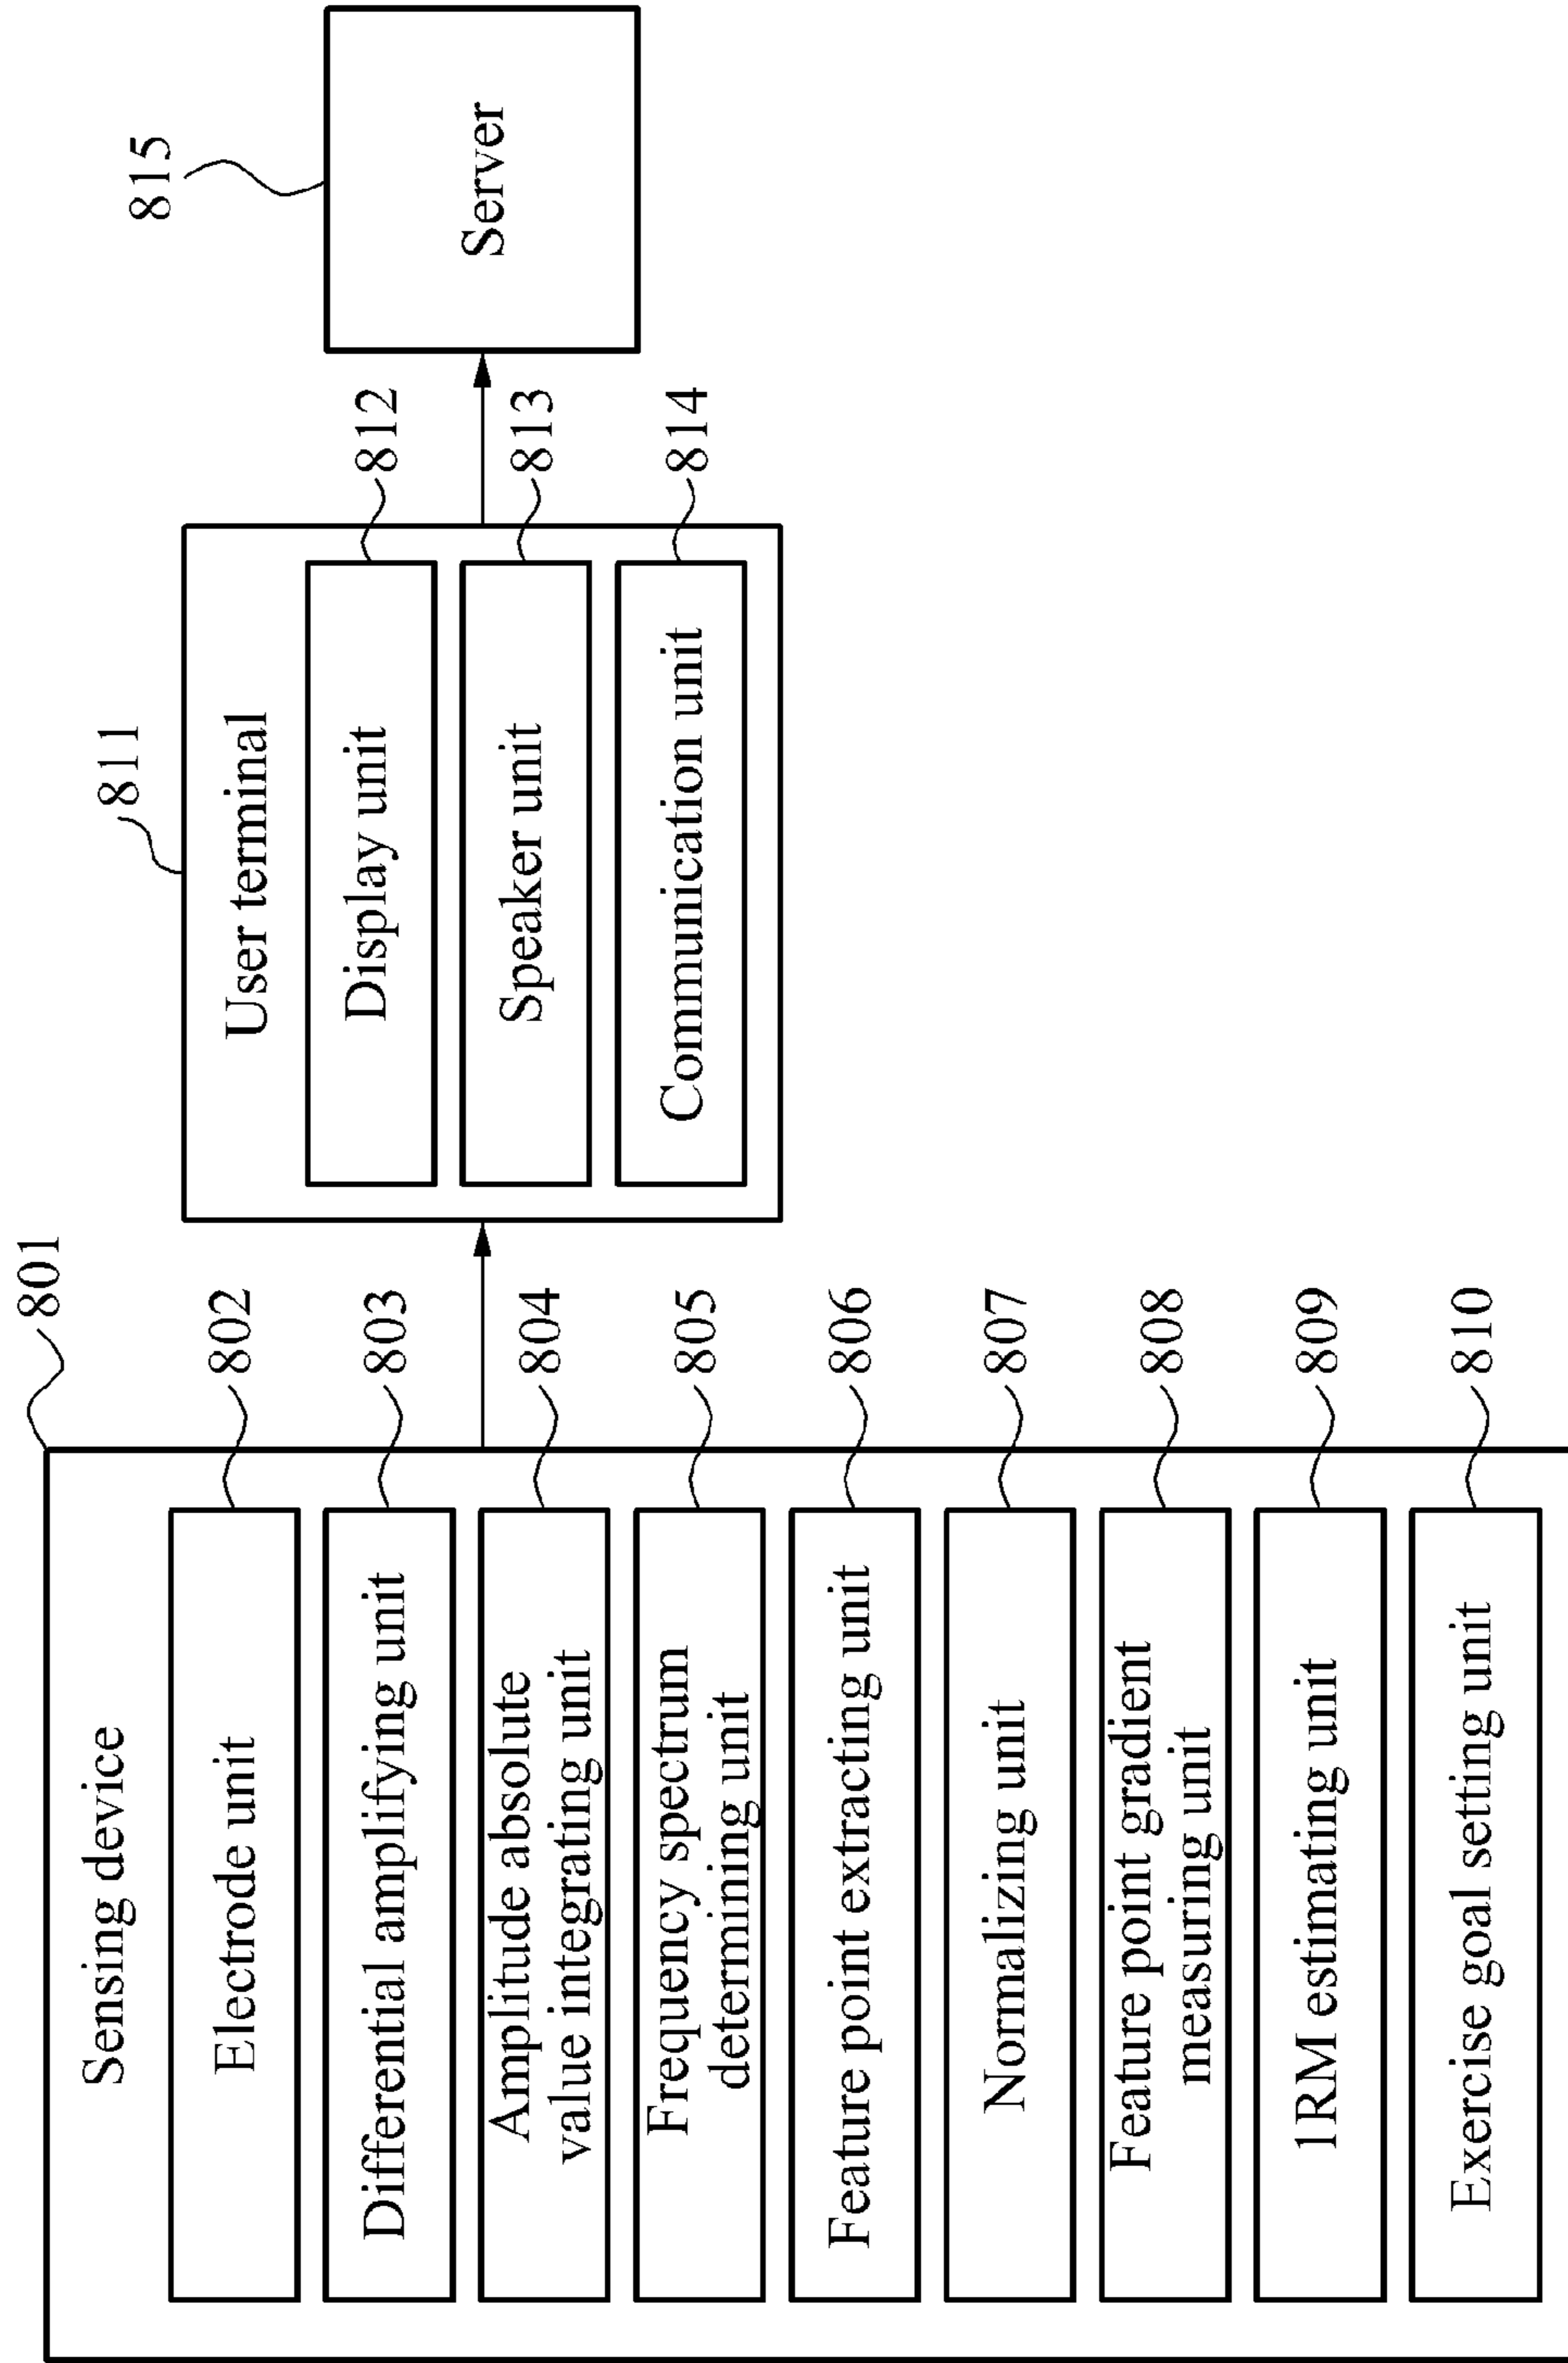 801
Sensing device
Electrode unit
802
Differential amplifying unit
803
Amplitude absolute
value integrating unit
804
Frequency spectrum
determining unit
805
Feature point extracting unit
806
Normalizing unit
807
Feature point gradient
measuring unit
808
1RM estimating unit
809
Exercise goal setting unit
810
811
User terminal
Display unit
812
Speaker unit
813
Communication unit
814
815
Server